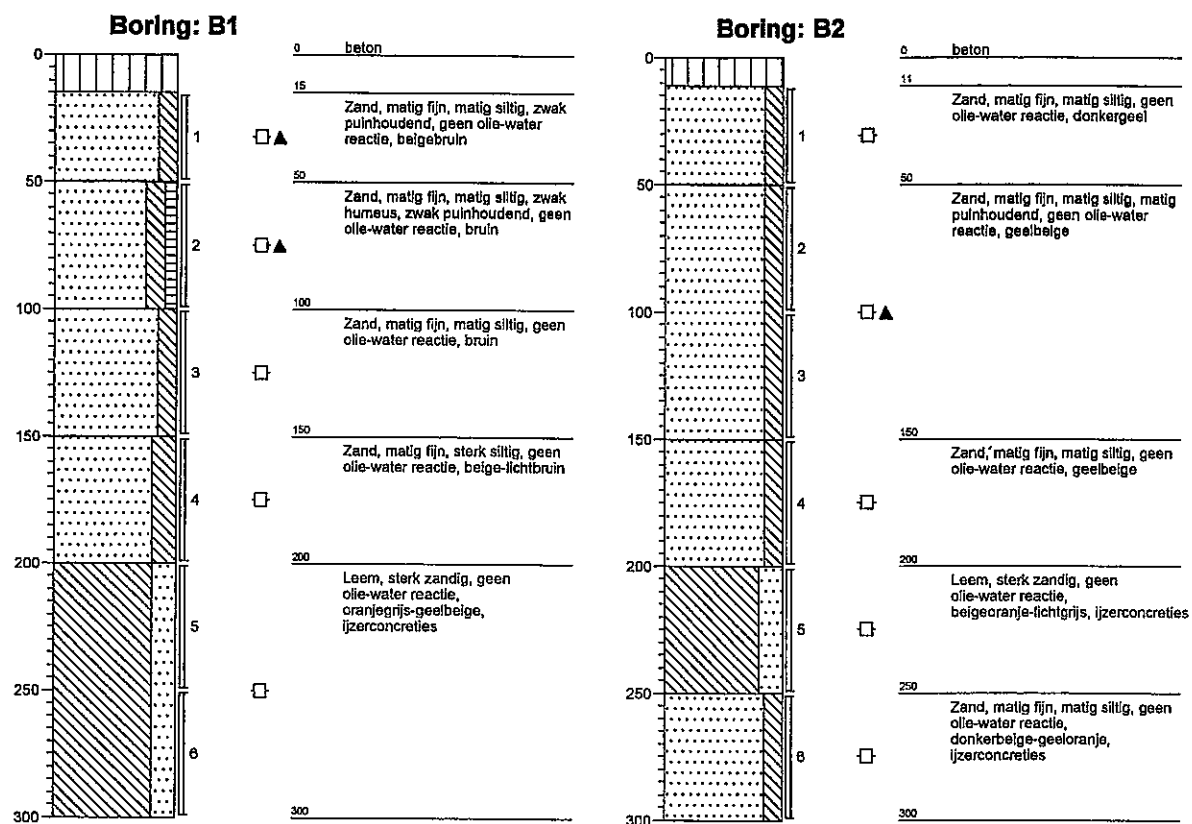 Boring: B1
0
50
100
150
200
250
300
1
2
3
4
5
6
0 beton
15
Zand, matig fijn, matig siltig, zwak
puinhoudend, geen olie-water
reactie, beigebruin
50
Zand, matig fijn, matig siltig, zwak
humeus, zwak puinhoudend, geen
olie-water reactie, bruin
100
Zand, matig fijn, matig siltig, geen
olie-water reactie, bruin
150
Zand, matig fijn, sterk siltig, geen
olie-water reactie, beige-lichtbruin
200
Leem, sterk zandig, geen
olie-water reactie,
oranjegrijs-geelbeige,
ijzerconcreties
300
Boring: B2
0
50
100
150
200
250
300
1
2
3
4
5
6
0 beton
11
Zand, matig fijn, matig siltig, geen
olie-water reactie, donkergeel
50
Zand, matig fijn, matig siltig, matig
puinhoudend, geen olie-water
reactie, geelbeige
150
Zand, matig fijn, matig siltig, geen
olie-water reactie, geelbeige
200
Leem, sterk zandig, geen
olie-water reactie,
beigeoranje-lichtgrijs, ijzerconcreties
250
Zand, matig fijn, matig siltig, geen
olie-water reactie,
donkerbeige-geeloranje,
ijzerconcreties
300